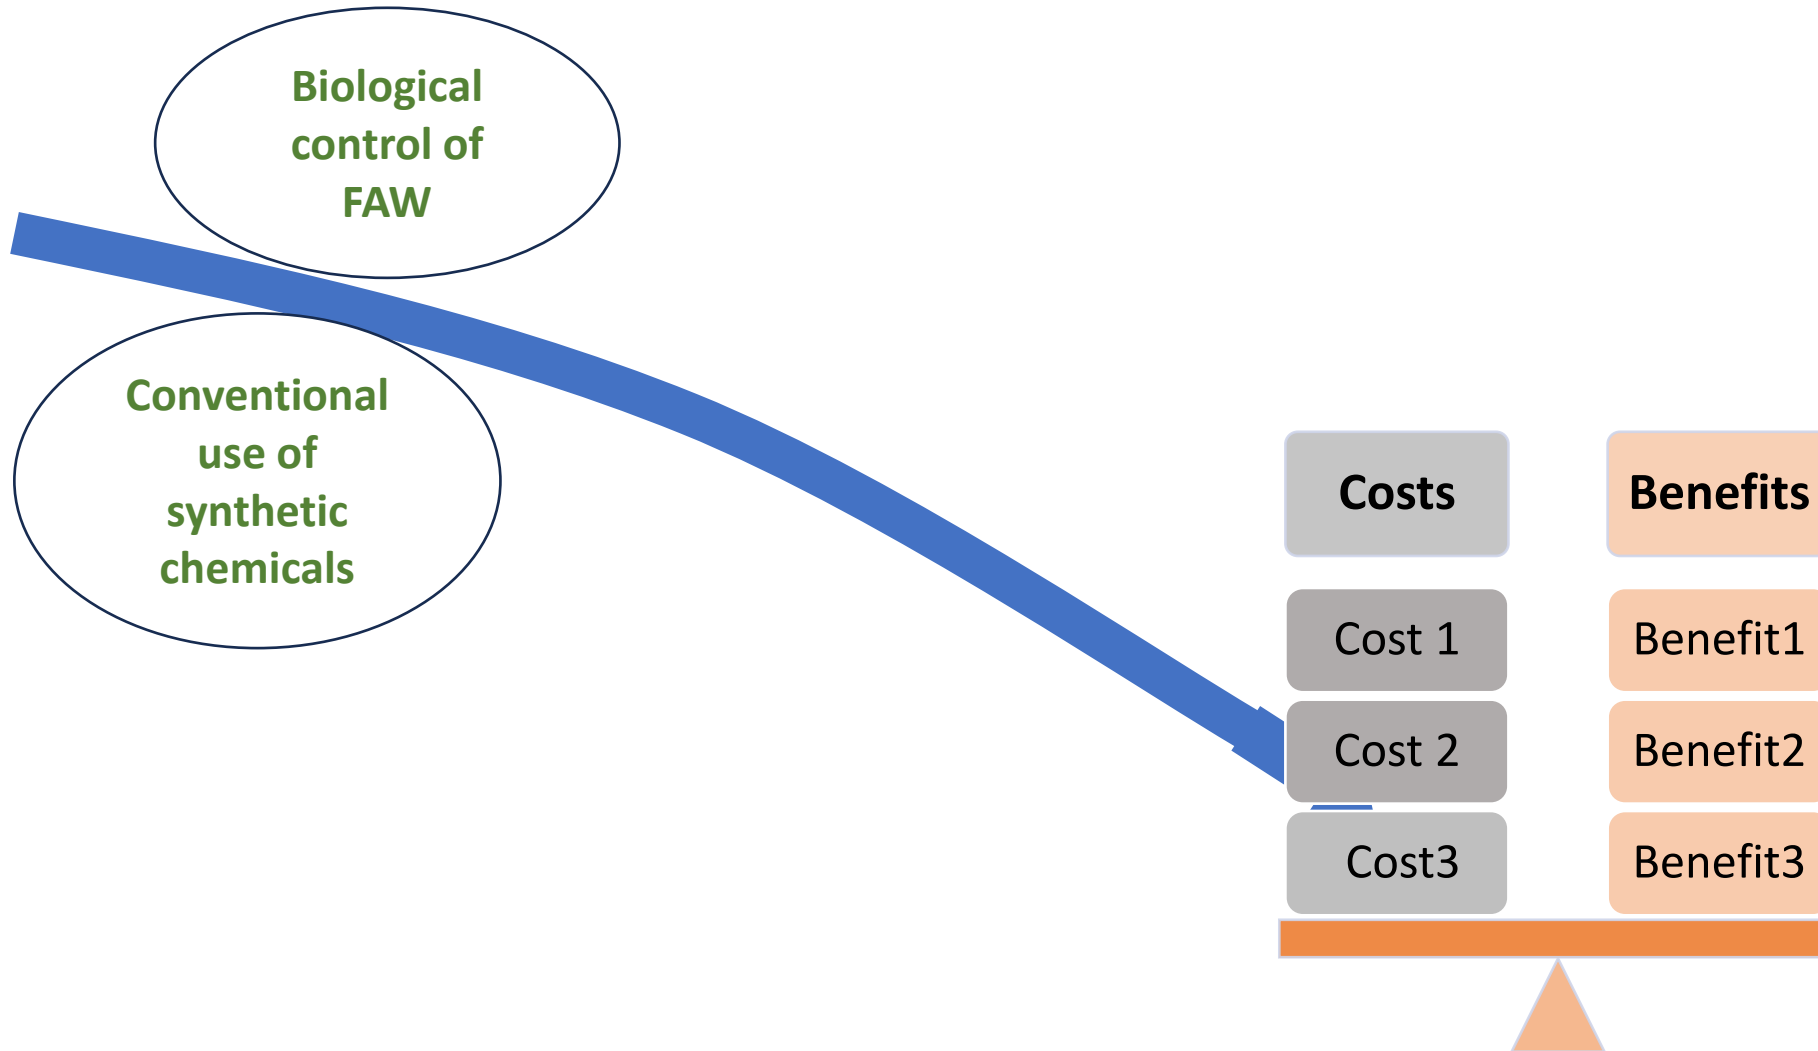 Biological
control of
FAW
Conventional
use of
synthetic
chemicals
Costs
Benefits
Cost 1
Benefit1
Cost 2
Benefit2
Cost3
Benefit3